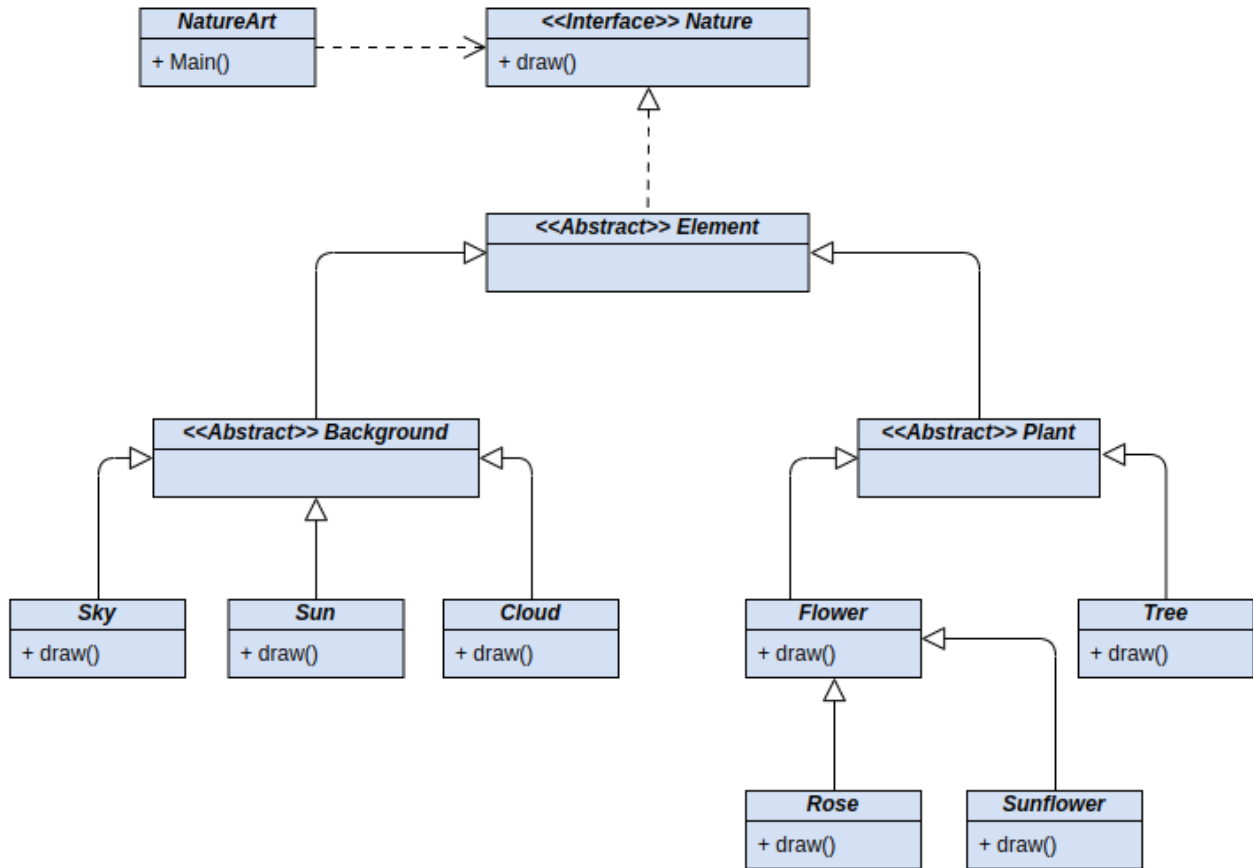 NatureArt
+ Main()
<<Interface>> Nature
+ draw()
<<Abstract>> Element
<<Abstract>> Background
<<Abstract>> Plant
Sky
+ draw()
Sun
+ draw()
Cloud
+ draw()
Flower
+ draw()
Tree
+ draw()
Rose
+ draw()
Sunflower
+ draw()